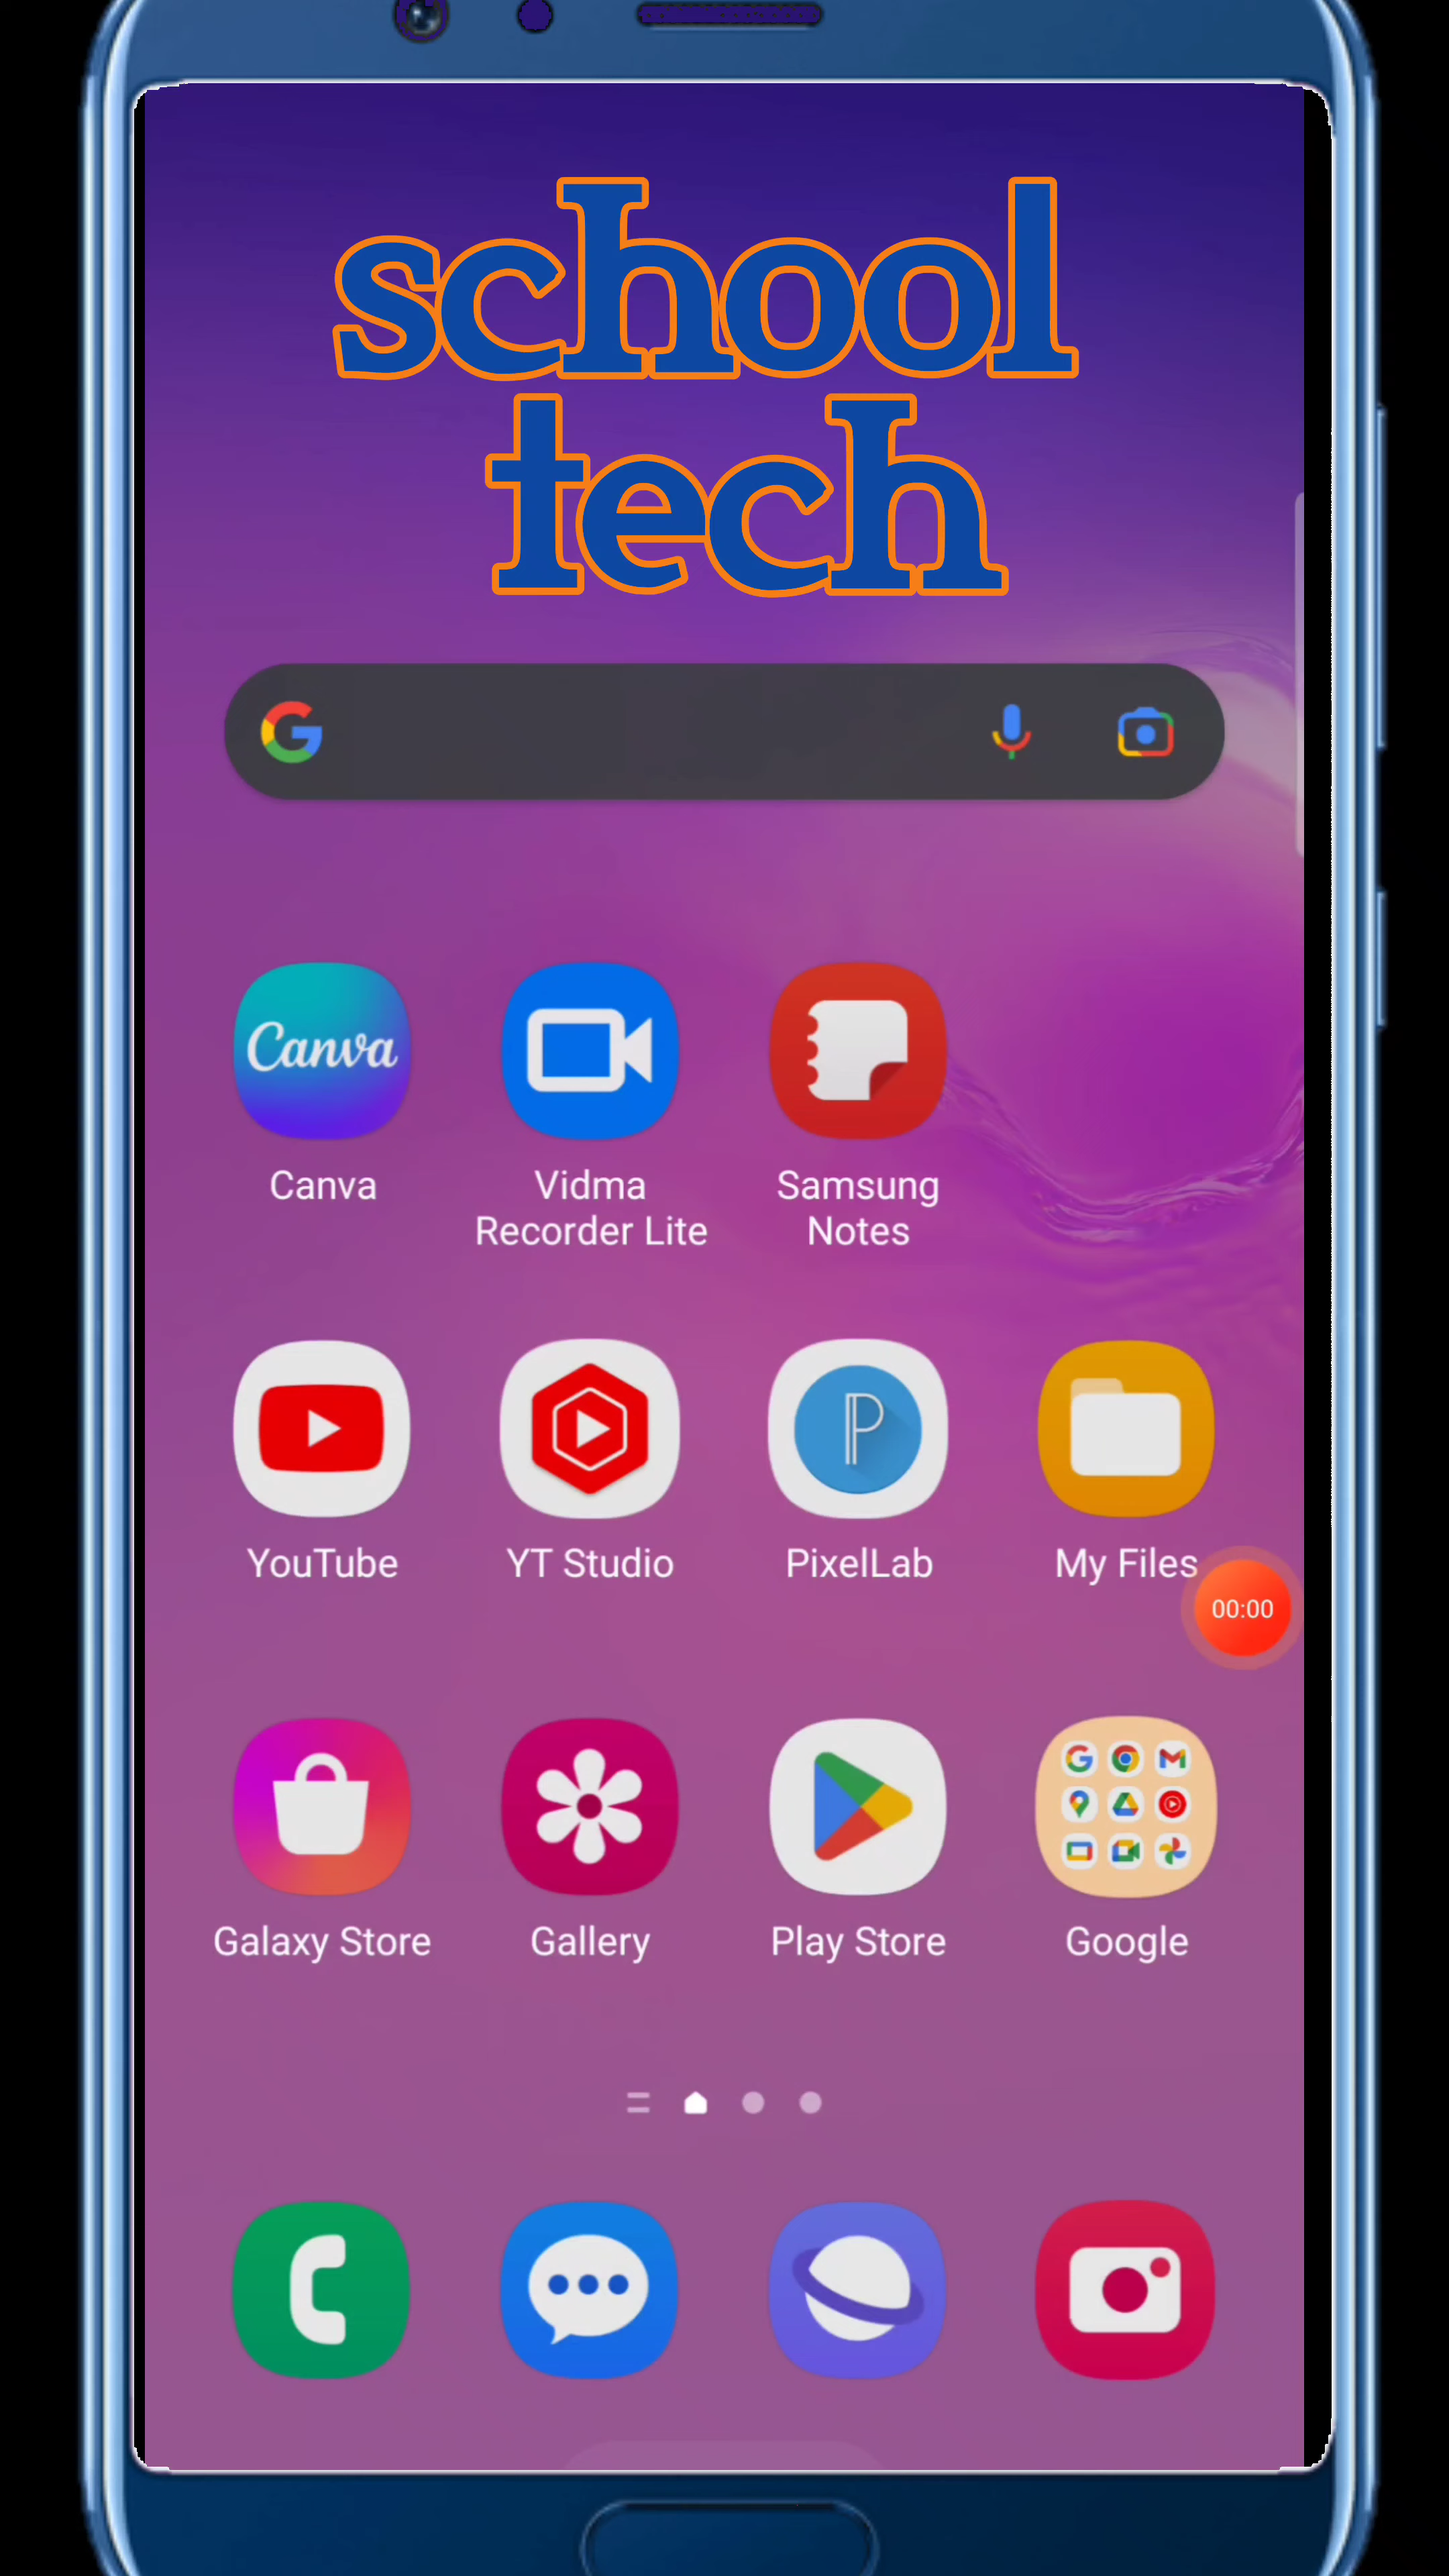 school
tech
Canva
Canva
Vidma
Recorder Lite
Samsung
Notes
YouTube
YT Studio
PixelLab
My Files
00:00
Galaxy Store
Gallery
Play Store
Google